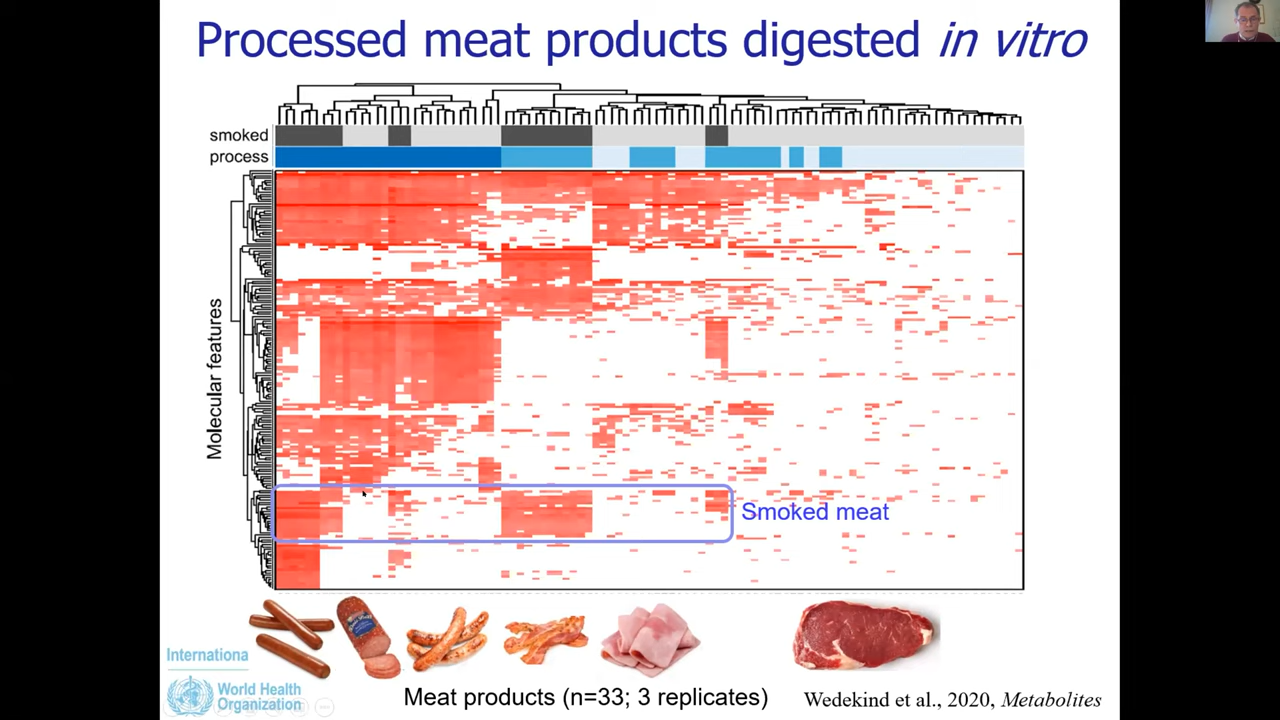 Processed meat products digested in vitro
smoked
process
Molecular features
Smoked meat
Internationa
World Health
Organization
Meat products (n=33; 3 replicates)
Wedekind et al., 2020, Metabolites